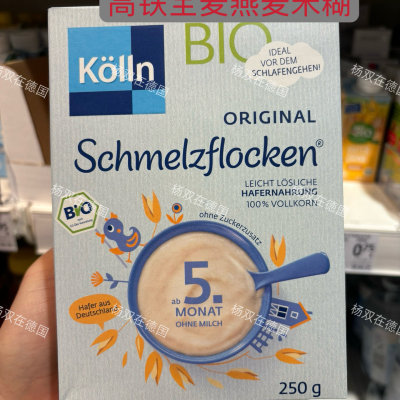 高铁全麦燕麦米糊
Kölln
BIO
IDEAL
VOR DEM
SCHLAFENGEHEN!
ORIGINAL
Schmelzflocken®
LEICHT LÖSLICHE
HAFERNAHRUNG
100% VOLLKORN
BIO
ohne Zuckerzusatz
ab 5.
MONAT
OHNE MILCH
Hafer aus
Deutschland
250 g
杨双在德国